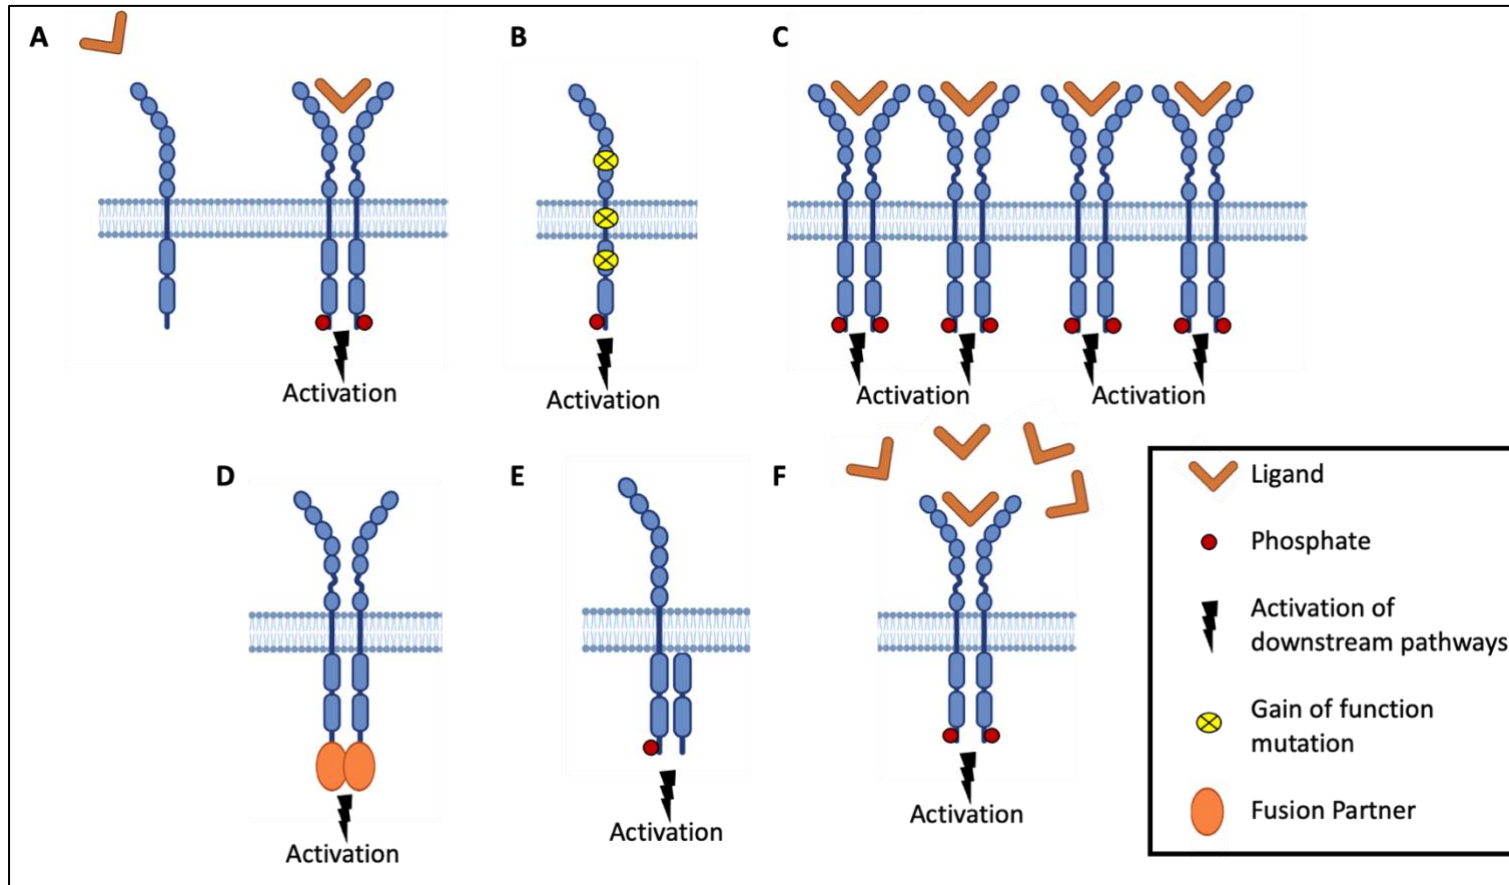 A
B
C
Activation
Activation
Activation
Activation
D
E
F
Activation
Activation
Activation
Ligand
Phosphate
Activation of
downstream pathways
Gain of function
mutation
Fusion Partner